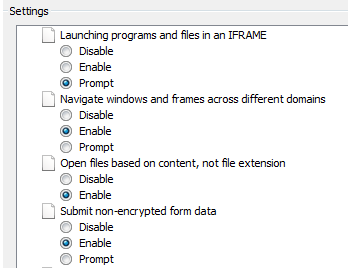 Settings
Launching programs and files in an IFRAME
Disable
Enable
Prompt
Navigate windows and frames across different domains
Disable
Enable
Prompt
Open files based on content, not file extension
Disable
Enable
Submit non-encrypted form data
Disable
Enable
Prompt